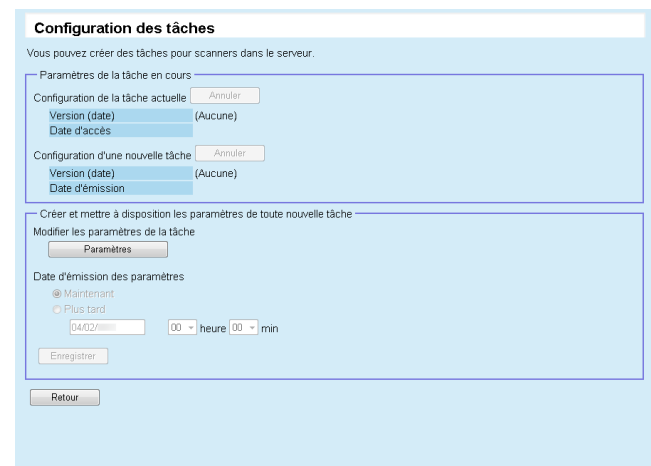 Configuration des tâches
Vous pouvez créer des tâches pour scanners dans le serveur.
Paramètres de la tâche en cours
Configuration de la tâche actuelle Annuler
Version (date) (Aucune)
Date d'accès
Configuration d'une nouvelle tâche Annuler
Version (date) (Aucune)
Date d'émission
Créer et mettre à disposition les paramètres de toute nouvelle tâche
Modifier les paramètres de la tâche
Paramètres
Date d'émission des paramètres
Maintenant
Plus tard
04/02/ 00 heure 00 min
Enregistrer
Retour